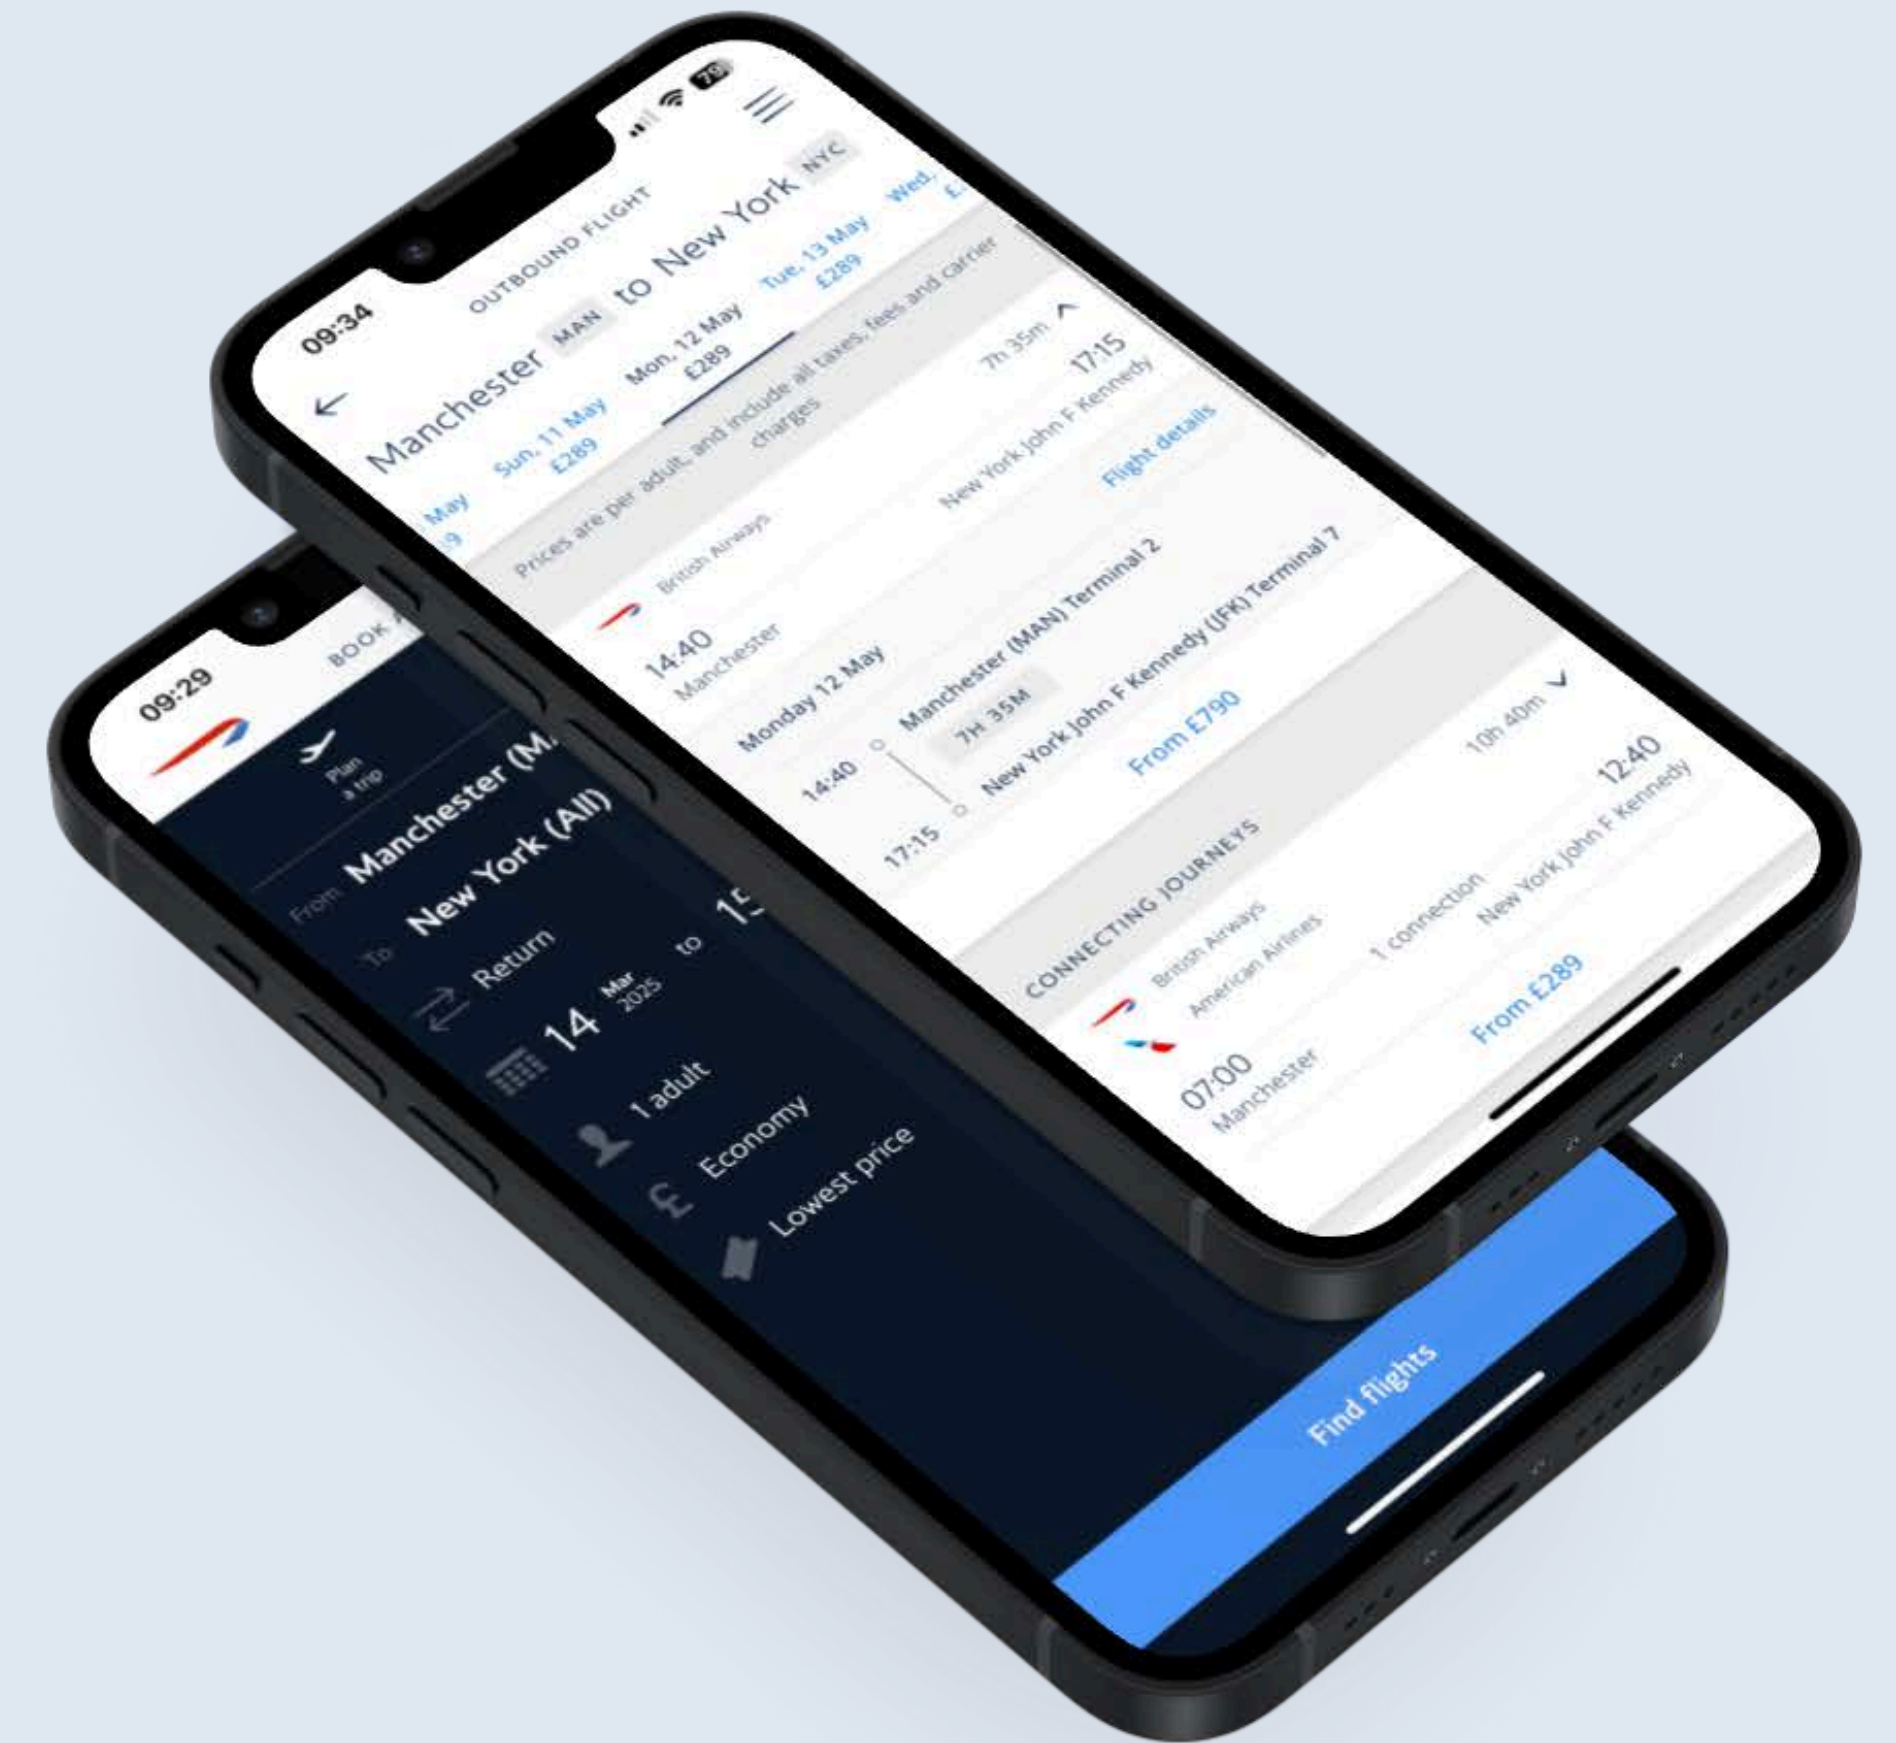 09:34
79
OUTBOUND FLIGHT
Manchester MAN to New York NYC
May
Sun, 11 May
£289
Mon, 12 May
£289
Tue, 13 May
£289
Wed,
£
Prices are per adult, and include all taxes, fees and carrier
charges
British Airways
7h 35m
14:40
17:15
Manchester
New York John F Kennedy
Flight details
Monday 12 May
14:40
Manchester (MAN) Terminal 2
7H 35M
17:15
New York John F Kennedy (JFK) Terminal 7
From £790
CONNECTING JOURNEYS
British Airways
American Airlines
10h 40m
07:00
1 connection
12:40
Manchester
New York John F Kennedy
From £289
09:29
BOOK
Plan
a trip
From Manchester (MA
To New York (All)
Return
14 Mar
2025
to
15
1 adult
£
Economy
Lowest price
Find flights